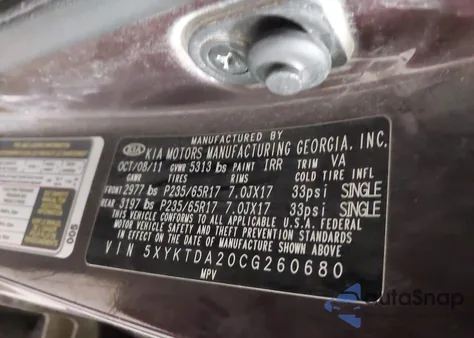 MANUFACTURED BY
KIA KIA MOTORS MANUFACTURING GEORGIA, INC.
OCT/08/11 GVWR 5313 lbs PAINT IRR TRIM VA
GAWR TIRES RIMS COLD TIRE INFL
FRONT 2977 lbs P235/65R17 7.0JX17 33psi SINGLE
REAR 3197 lbs P235/65R17 7.0JX17 33psi SINGLE
THIS VEHICLE CONFORMS TO ALL APPLICABLE U.S.A. FEDERAL
MOTOR VEHICLE SAFETY, BUMPER, AND THEFT PREVENTION STANDARDS
IN EFFECT ON THE DATE OF MANUFACTURE SHOWN ABOVE
VIN 5XYKTDA20CG260680
MPV
005
AutoSnap